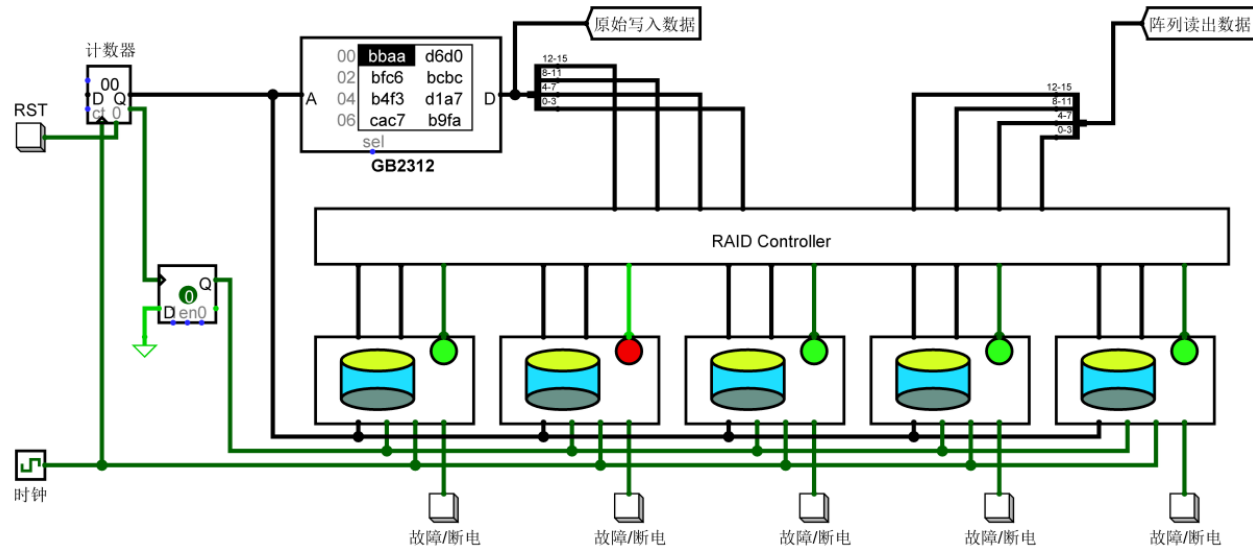 原始写入数据
阵列读出数据
计数器
00
D Q
ct 0
RST
A
00 bbaa d6d0
02 bfc6 bcbc
04 b4f3 d1a7
06 cac7 b9fa
D
sel
GB2312
12-15
8-11
4-7
0-3
12-15
8-11
4-7
0-3
RAID Controller
Q
0
D 1 en 0
时钟
故障/断电
故障/断电
故障/断电
故障/断电
故障/断电